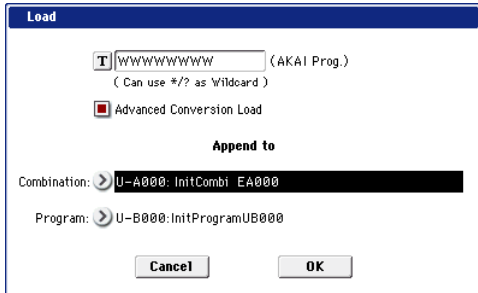 Load
T WWWWWWWW (AKAI Prog.)
( Can use */? as Wildcard )
Advanced Conversion Load
Append to
Combination: U-A000: InitCombi EA000
Program: U-B000:InitProgramUB000
Cancel OK